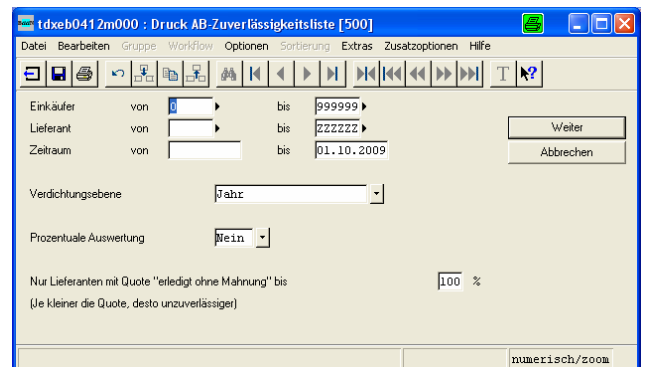 tdxeb0412m000 : Druck AB-Zuverlässigkeitsliste [500]
Datei Bearbeiten Gruppe Workflow Optionen Sortierung Extras Zusatzoptionen Hilfe
T ?
Einkäufer von 0 bis 999999
Lieferant von bis ZZZZZZ
Weiter
Zeitraum von bis 01.10.2009
Abbrechen
Verdichtungsebene Jahr
Prozentuale Auswertung Nein
Nur Lieferanten mit Quote "erledigt ohne Mahnung" bis 100 %
(Je kleiner die Quote, desto unzuverlässiger)
numerisch/zoom